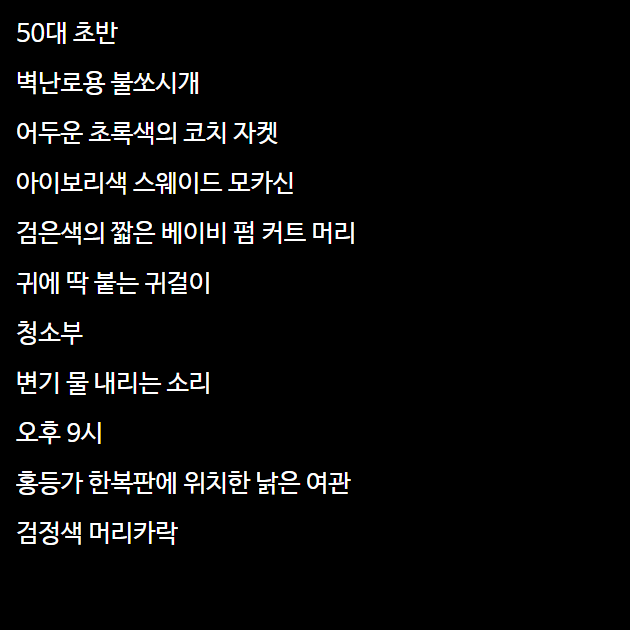 50대 초반
벽난로용 불쏘시개
어두운 초록색의 코치 자켓
아이보리색 스웨이드 모카신
검은색의 짧은 베이비 펌 커트 머리
귀에 딱 붙는 귀걸이
청소부
변기 물 내리는 소리
오후 9시
홍등가 한복판에 위치한 낡은 여관
검정색 머리카락